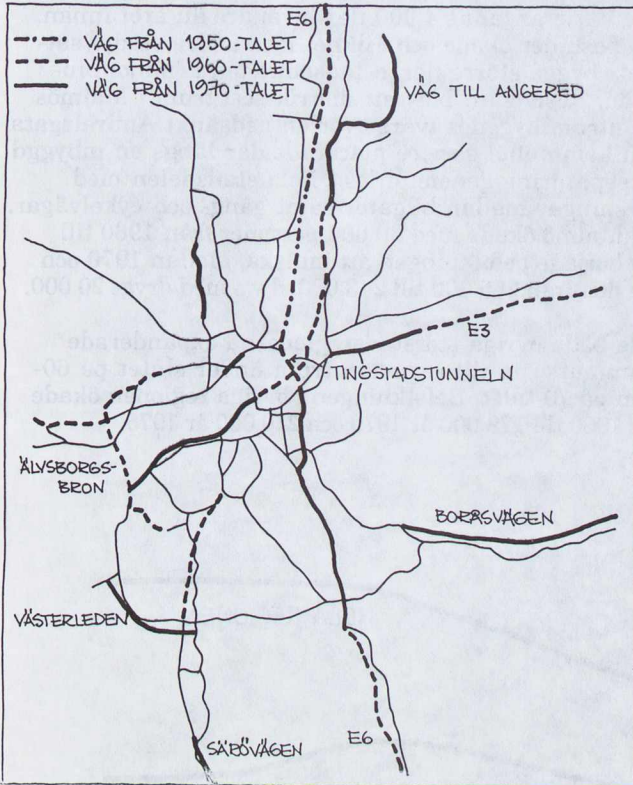 E6
VÄG FRÅN 1950-TALET
VÄG FRÅN 1960-TALET
VÄG FRÅN 1970-TALET
VÄG TILL ANGERED
E3
TINGSTADSTUNNELN
ÄLVSBORGS-
BRON
BORÅSVÄGEN
VÄSTERLEDEN
E6
SÄRÖVÄGEN